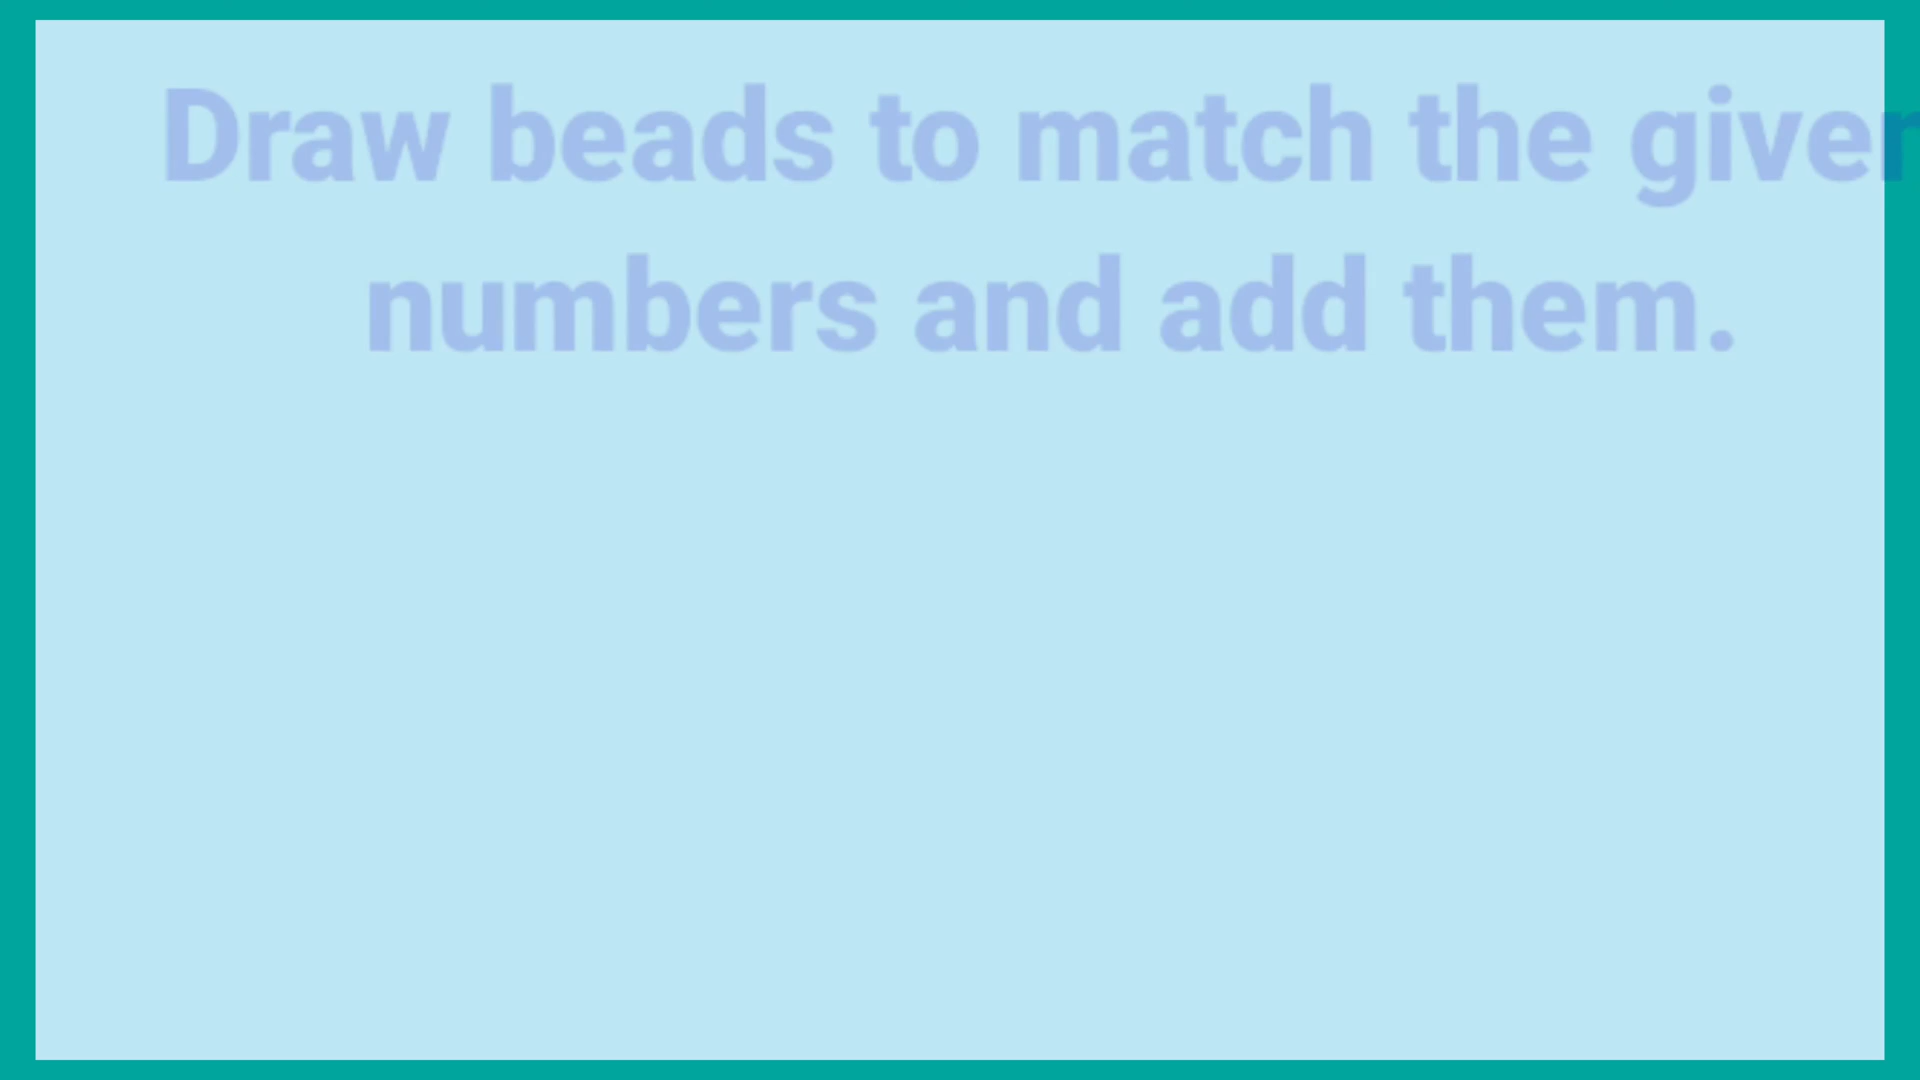 Draw beads to match the given
numbers and add them.